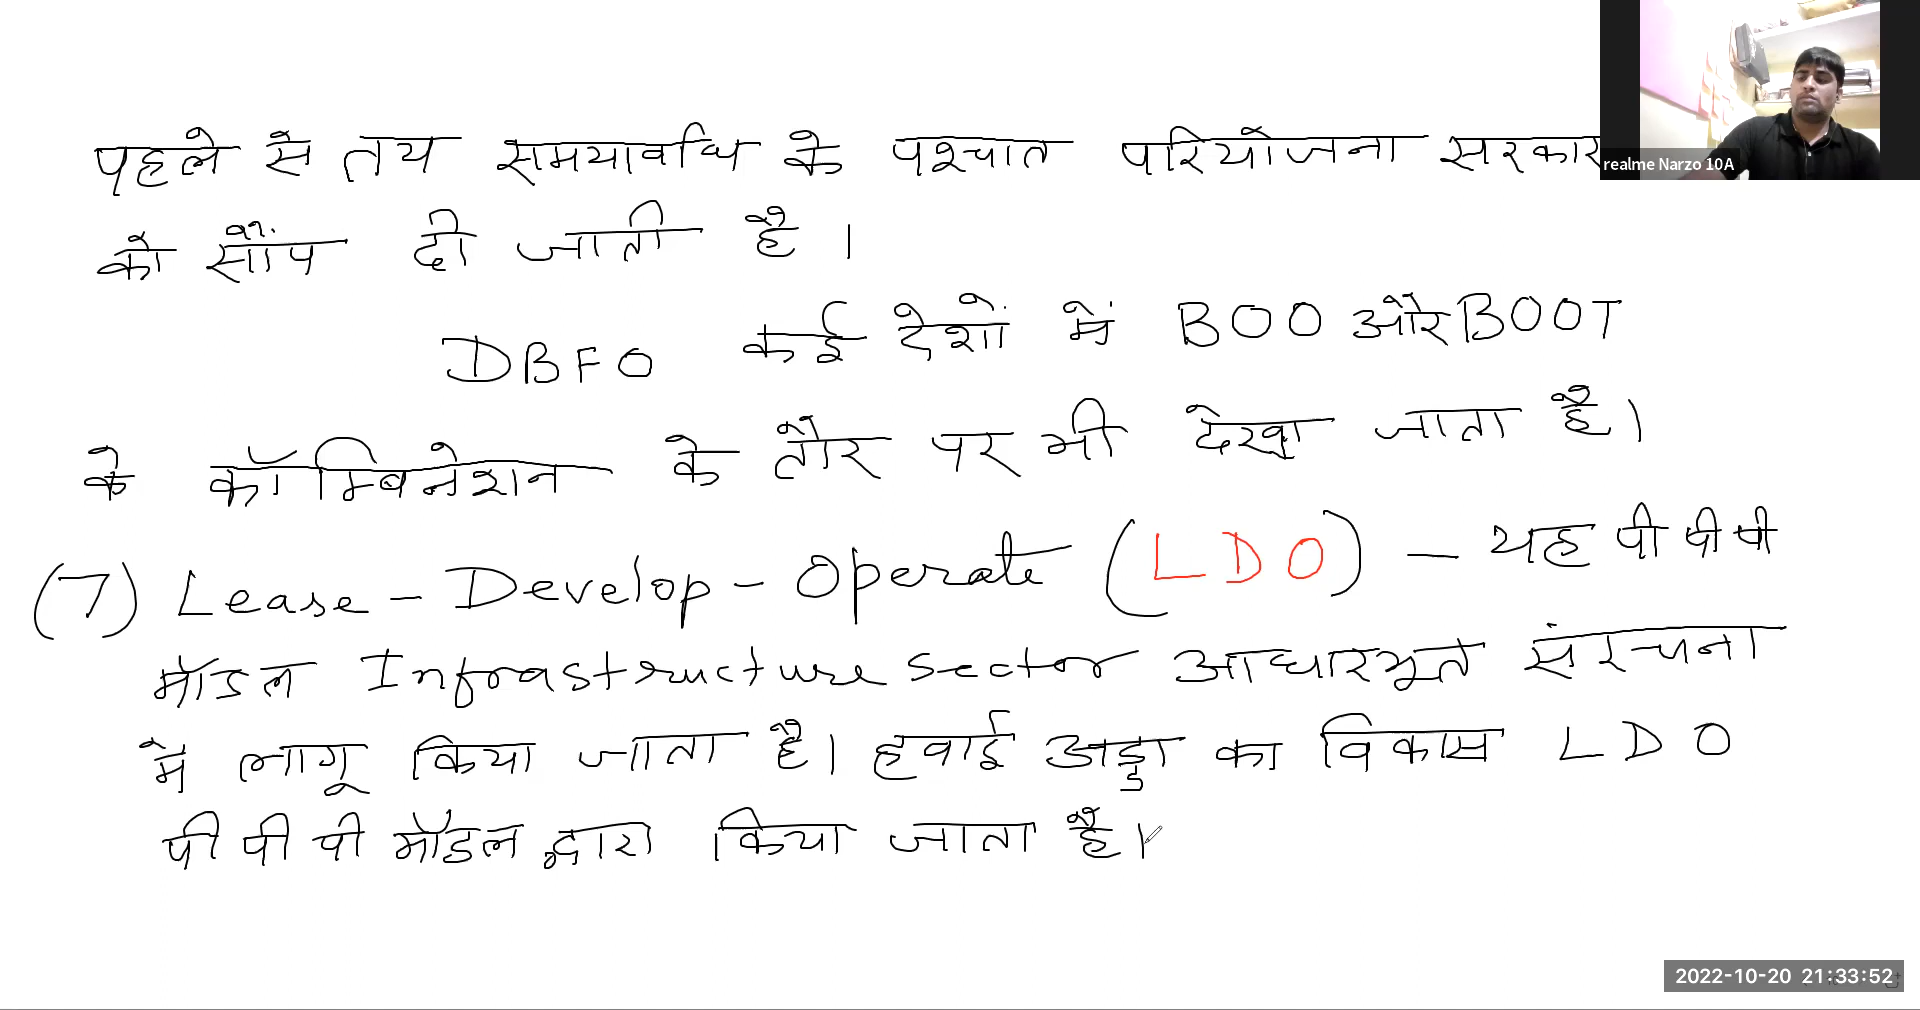 पहले से तय समयावधि के पश्चात परियोजना सरकार
realme Narzo 10A
को सौंप दी जाती है ।
DBFO कई देशों में BOO और BOOT
के कॉम्बिनेशन के तौर पर भी देखा जाता है।
(7) Lease - Develop - Operate (LDO) - यह पी पी पी
मॉडल Infrastructure sector आधारभूत संरचना
में लागू किया जाता है। हवाई अड्डा का विकास LDO
पी पी पी मॉडल द्वारा किया जाता है।
2022-10-20 21:33:52